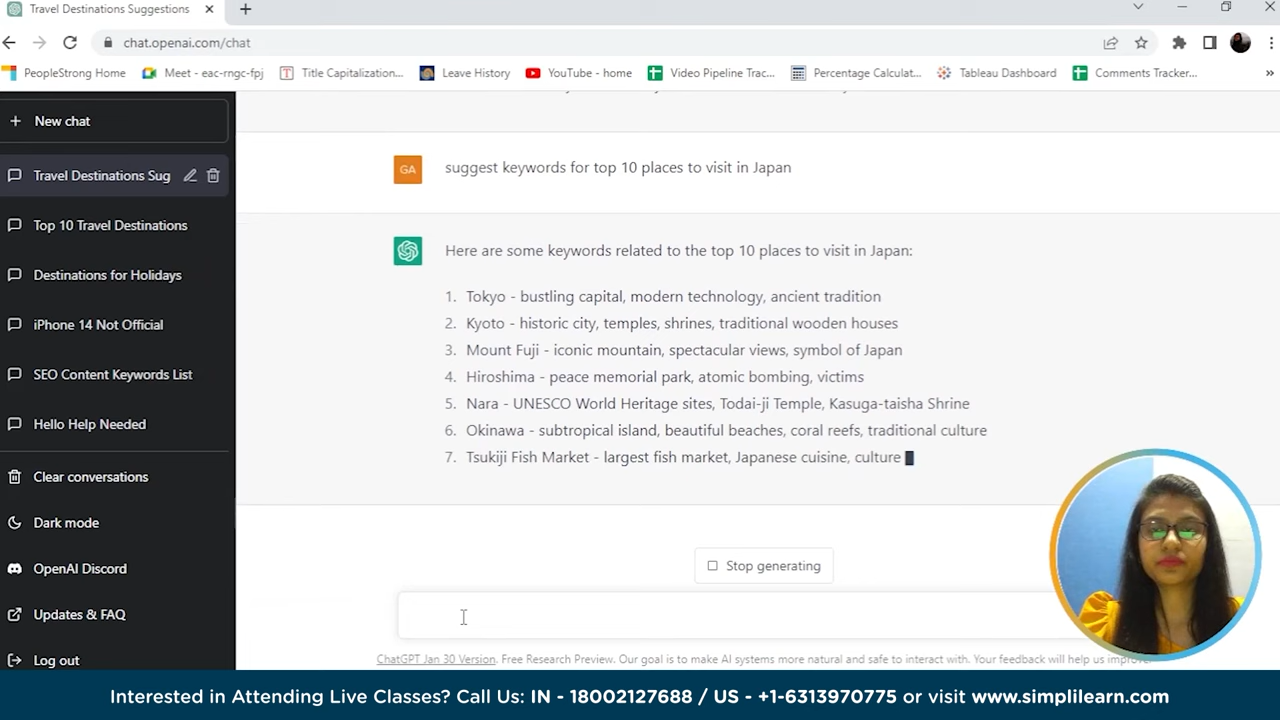 Travel Destinations Suggestions
chat.openai.com/chat
PeopleStrong Home
Meet - eac-rngc-fpj
Title Capitalization...
Leave History
YouTube - home
Video Pipeline Trac...
Percentage Calculat...
Tableau Dashboard
Comments Tracker...
New chat
Travel Destinations Sug
Top 10 Travel Destinations
Destinations for Holidays
iPhone 14 Not Official
SEO Content Keywords List
Hello Help Needed
Clear conversations
Dark mode
OpenAI Discord
Updates & FAQ
Log out
GA
suggest keywords for top 10 places to visit in Japan
Here are some keywords related to the top 10 places to visit in Japan:
1. Tokyo - bustling capital, modern technology, ancient tradition
2. Kyoto - historic city, temples, shrines, traditional wooden houses
3. Mount Fuji - iconic mountain, spectacular views, symbol of Japan
4. Hiroshima - peace memorial park, atomic bombing, victims
5. Nara - UNESCO World Heritage sites, Todai-ji Temple, Kasuga-taisha Shrine
6. Okinawa - subtropical island, beautiful beaches, coral reefs, traditional culture
7. Tsukiji Fish Market - largest fish market, Japanese cuisine, culture
Stop generating
ChatGPT Jan 30 Version. Free Research Preview. Our goal is to make AI systems more natural and safe to interact with. Your feedback will help us
Interested in Attending Live Classes? Call Us: IN - 18002127688 / US - +1-6313970775 or visit www.simplilearn.com